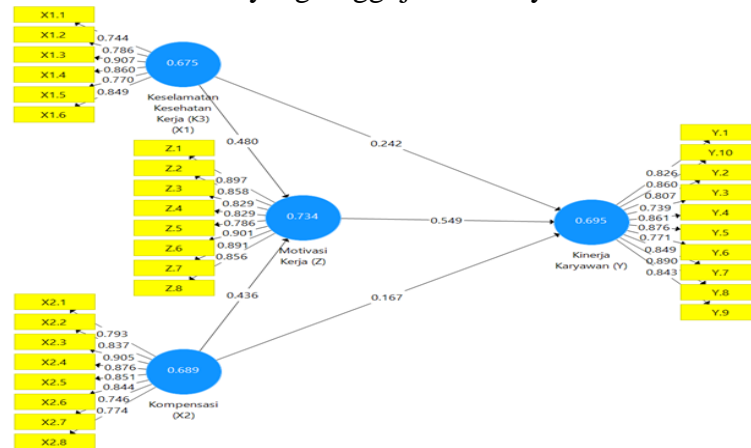 yang
X1.1
X1.2
X1.3
X1.4
X1.5
X1.6
0.744
0.786
0.907
0.860
0.770
0.849
0.675
Keselamatan
Kesehatan
Kerja (K3)
(X1)
0.480
0.242
Z.1
Z.2
Z.3
Z.4
Z.5
Z.6
Z.7
Z.8
0.897
0.858
0.829
0.829
0.786
0.901
0.891
0.856
0.734
Motivasi
Kerja (Z)
0.549
0.436
0.167
X2.1
X2.2
X2.3
X2.4
X2.5
X2.6
X2.7
X2.8
0.793
0.837
0.905
0.876
0.851
0.844
0.746
0.774
0.689
Kompensasi
(X2)
0.695
Kinerja
Karyawan (Y)
0.826
0.860
0.807
0.739
0.861
0.876
0.771
0.849
0.890
0.843
Y.1
Y.10
Y.2
Y.3
Y.4
Y.5
Y.6
Y.7
Y.8
Y.9